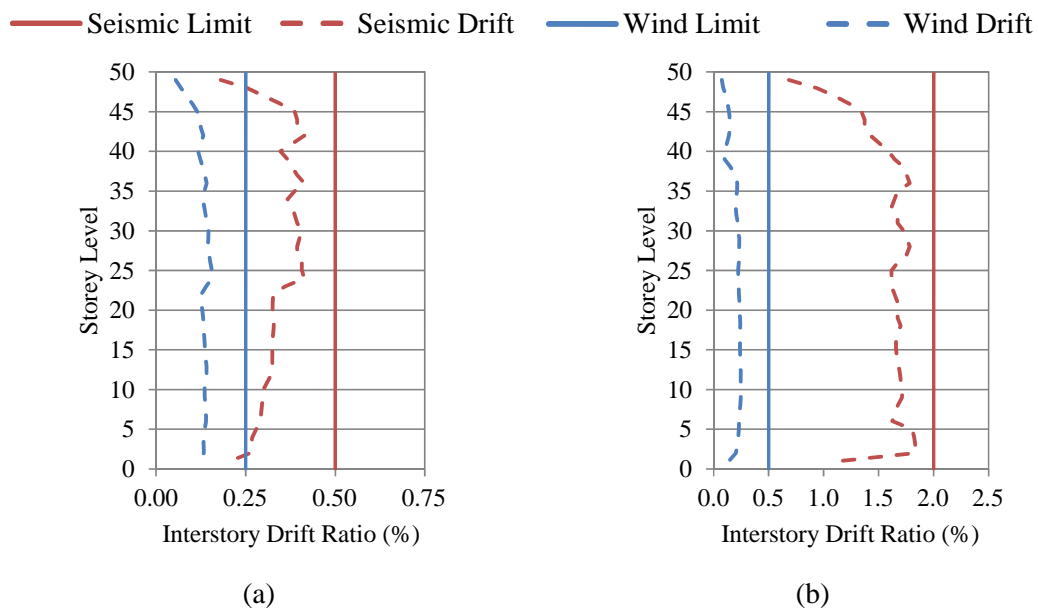 Seismic Limit Seismic Drift Wind Limit Wind Drift
50
45
40
35
30
25
20
15
10
5
0
Storey Level
0.00 0.25 0.50 0.75
Interstory Drift Ratio (%)
(a)
50
45
40
35
30
25
20
15
10
5
0
Storey Level
0.0 0.5 1.0 1.5 2.0 2.5
Interstory Drift Ratio (%)
(b)